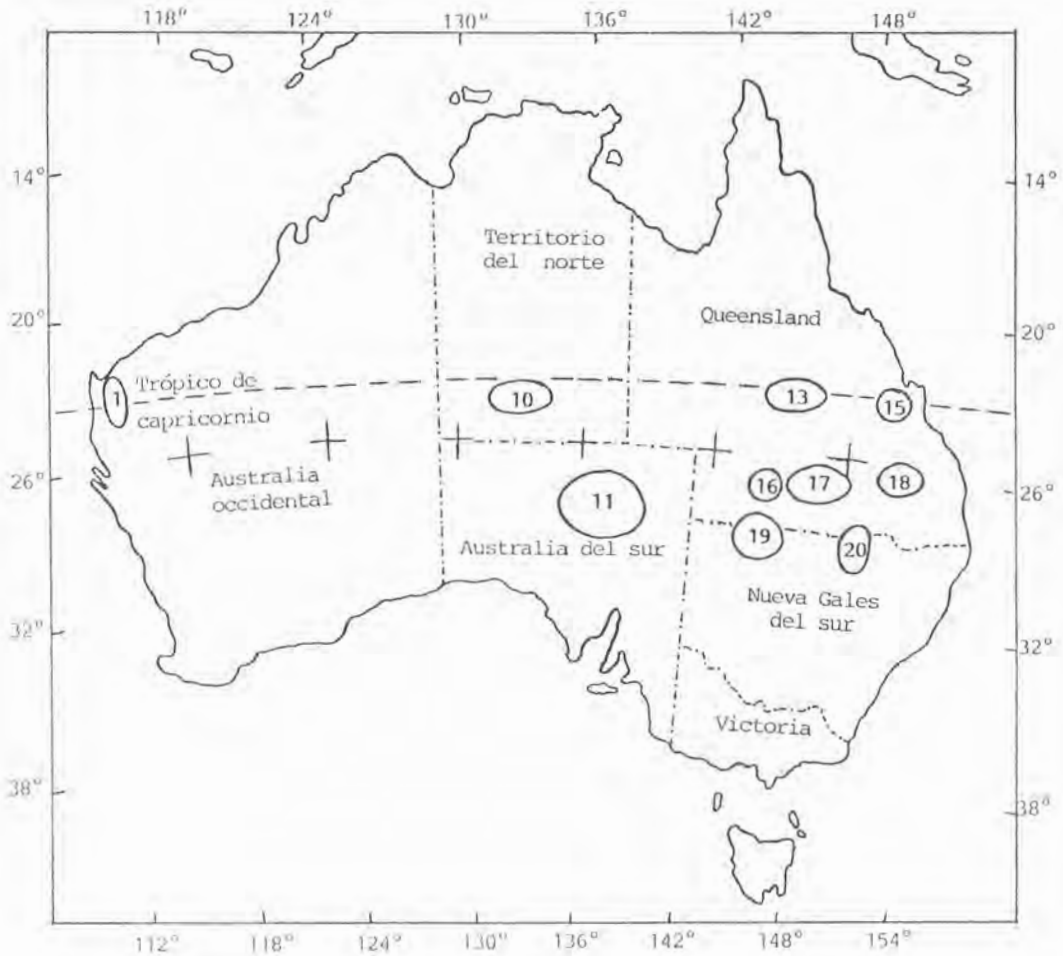 118° 124° 130° 136° 142° 148°
14° 14°
Territorio
del norte
Queensland
20° 20°
1 Trópico de
capricornio
10 13 15
Australia
occidental
26° 26°
11 16 17 18
Australia del sur
19 20
Nueva Gales
del sur
32° 32°
Victoria
38° 38°
112° 118° 124° 130° 136° 142° 148° 154°